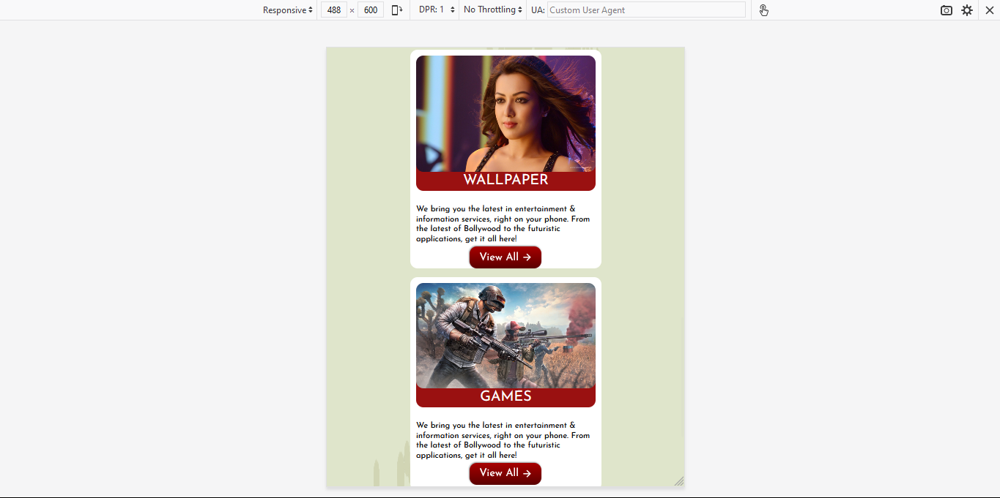 Responsive 488 × 600 DPR: 1 No Throttling UA: Custom User Agent
WALLPAPER
We bring you the latest in entertainment &
information services, right on your phone. From
the latest of Bollywood to the futuristic
applications, get it all here!
View All →
GAMES
We bring you the latest in entertainment &
information services, right on your phone. From
the latest of Bollywood to the futuristic
applications, get it all here!
View All →